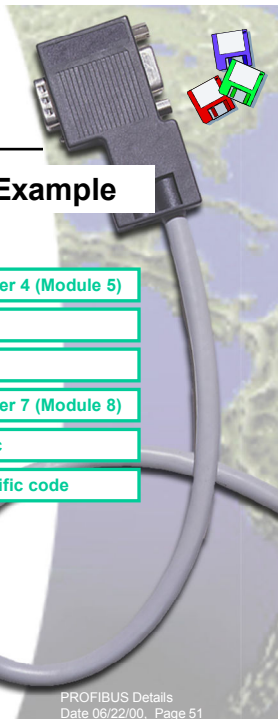 Example
er 4 (Module 5)
er 7 (Module 8)
c
ific code
PROFIBUS Details
Date 06/22/00, Page 51